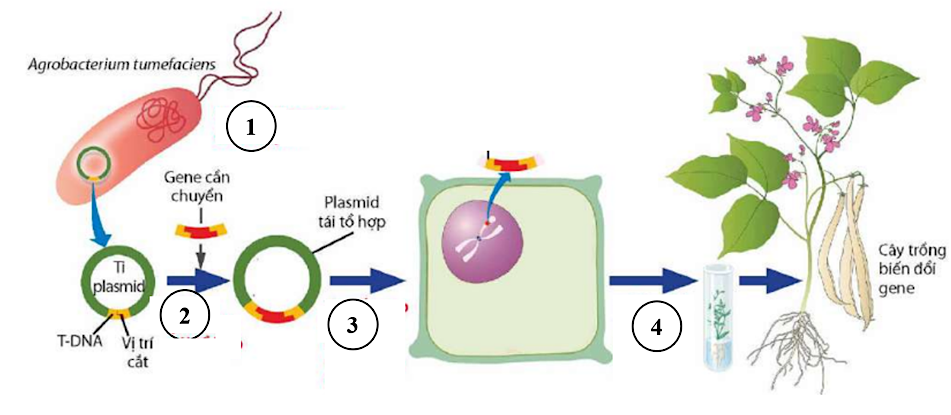 Agrobacterium tumefaciens
1
Gene cần
chuyển
Plasmid
tái tổ hợp
Ti
plasmid
2
3
4
T-DNA
Vị trí
cắt
Cây trồng
biến đổi
gene